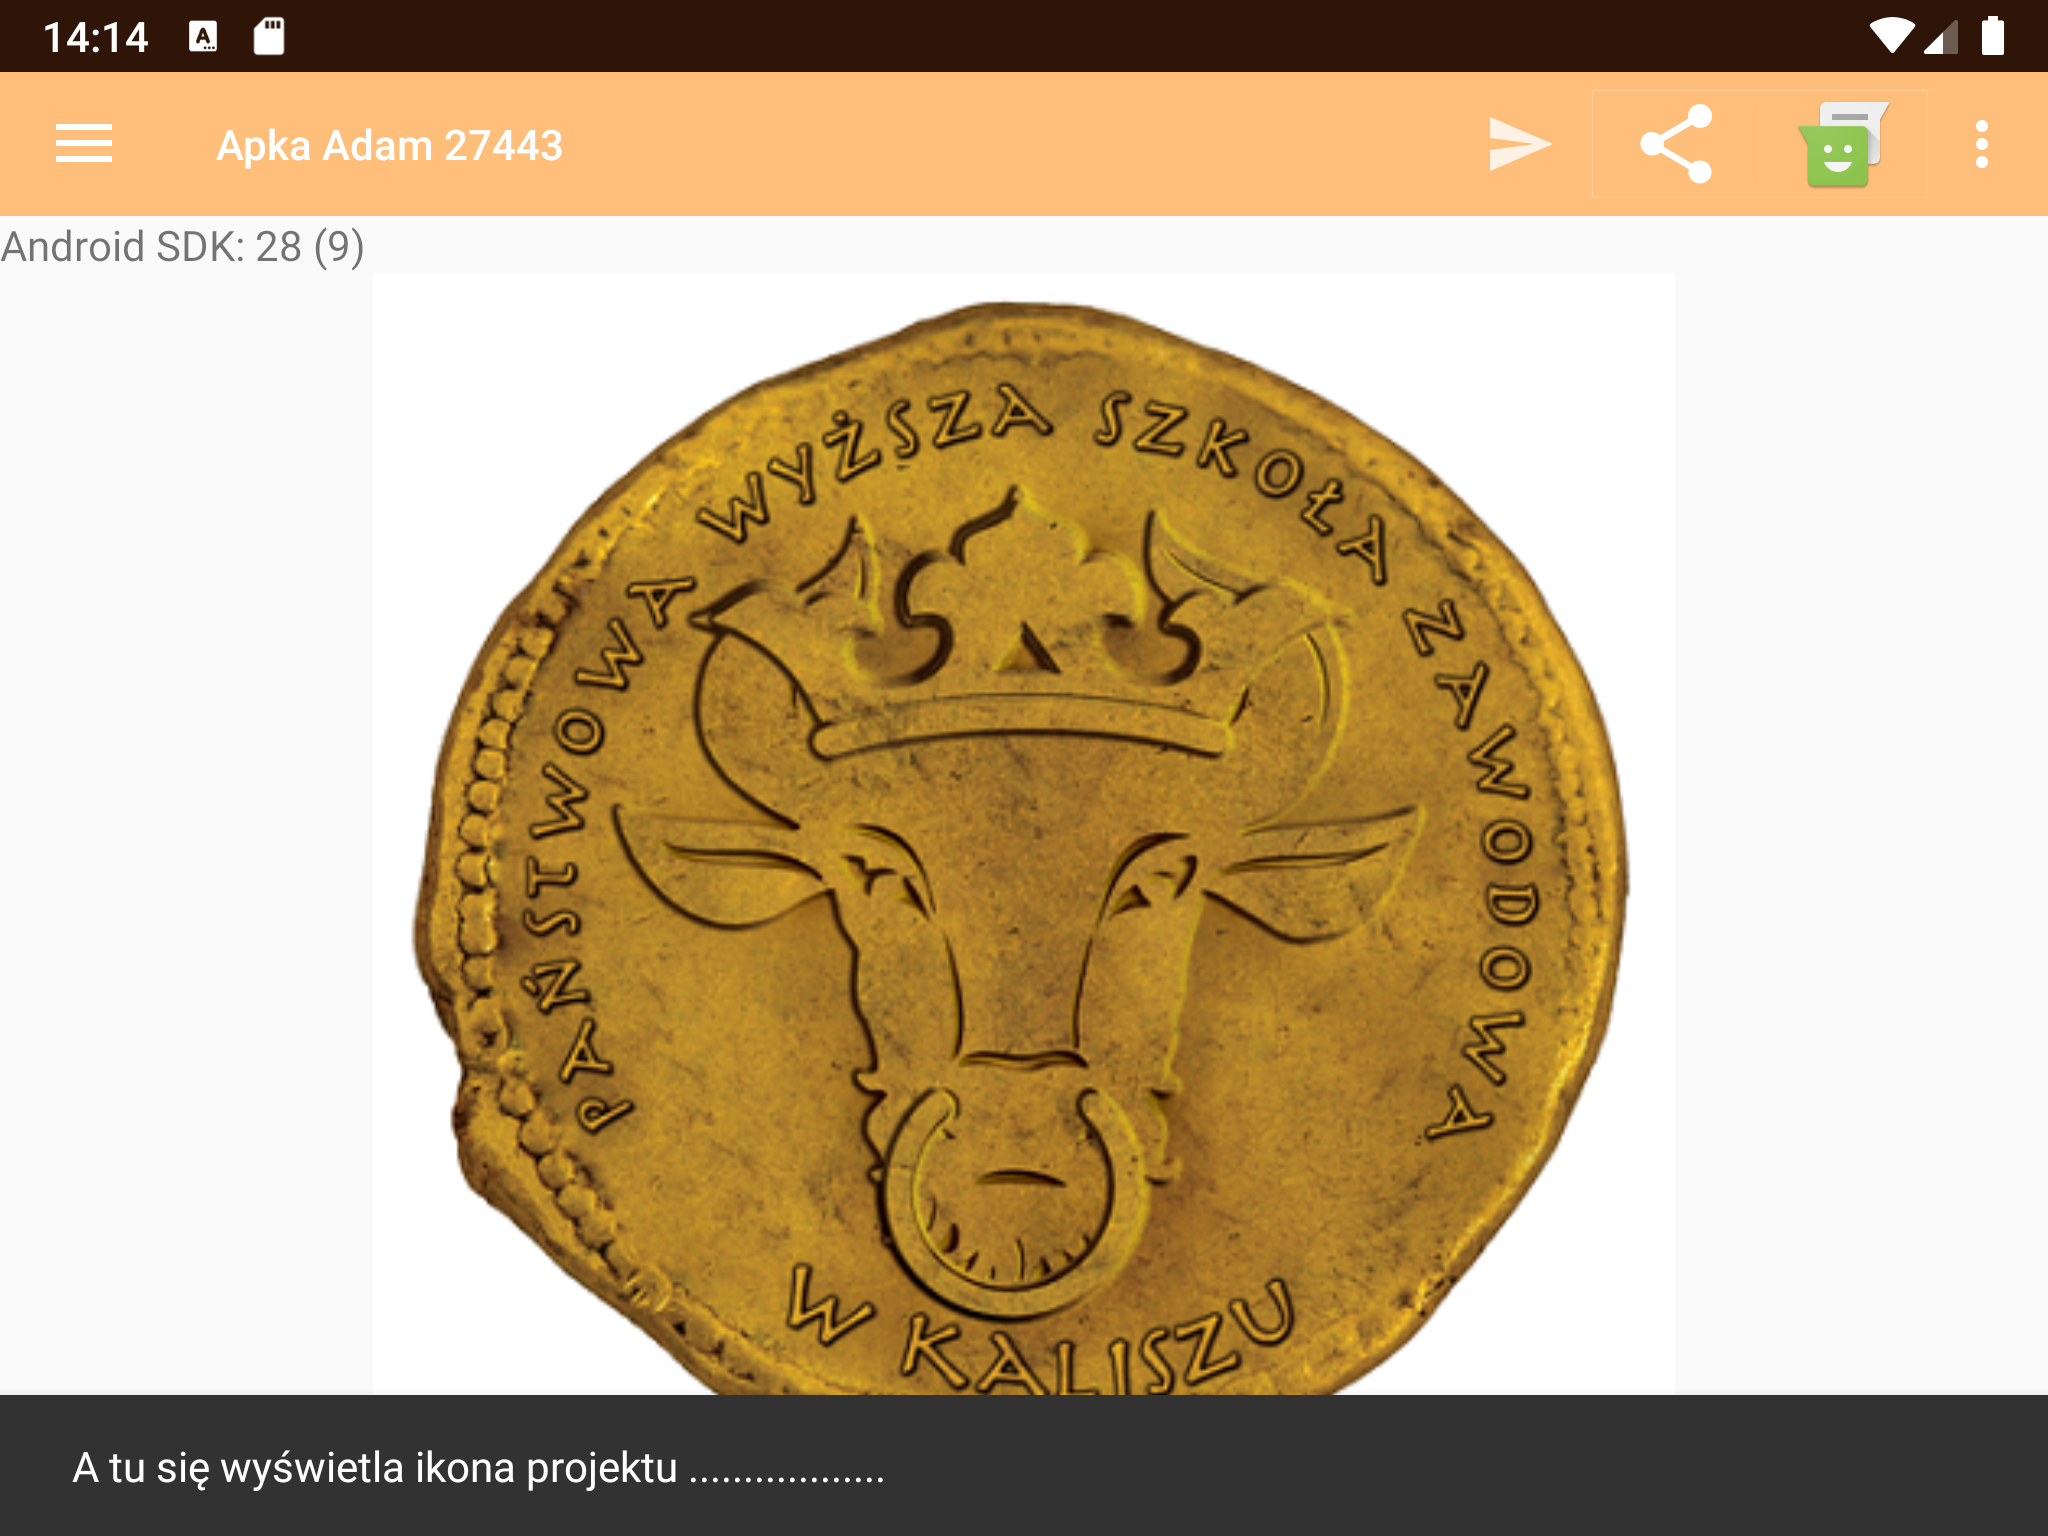 14:14
Apka Adam 27443
Android SDK: 28 (9)
PAŃSTWOWA WYŻSZA SZKOŁA ZAWODOWA
W KALISZU
A tu się wyświetla ikona projektu ..................